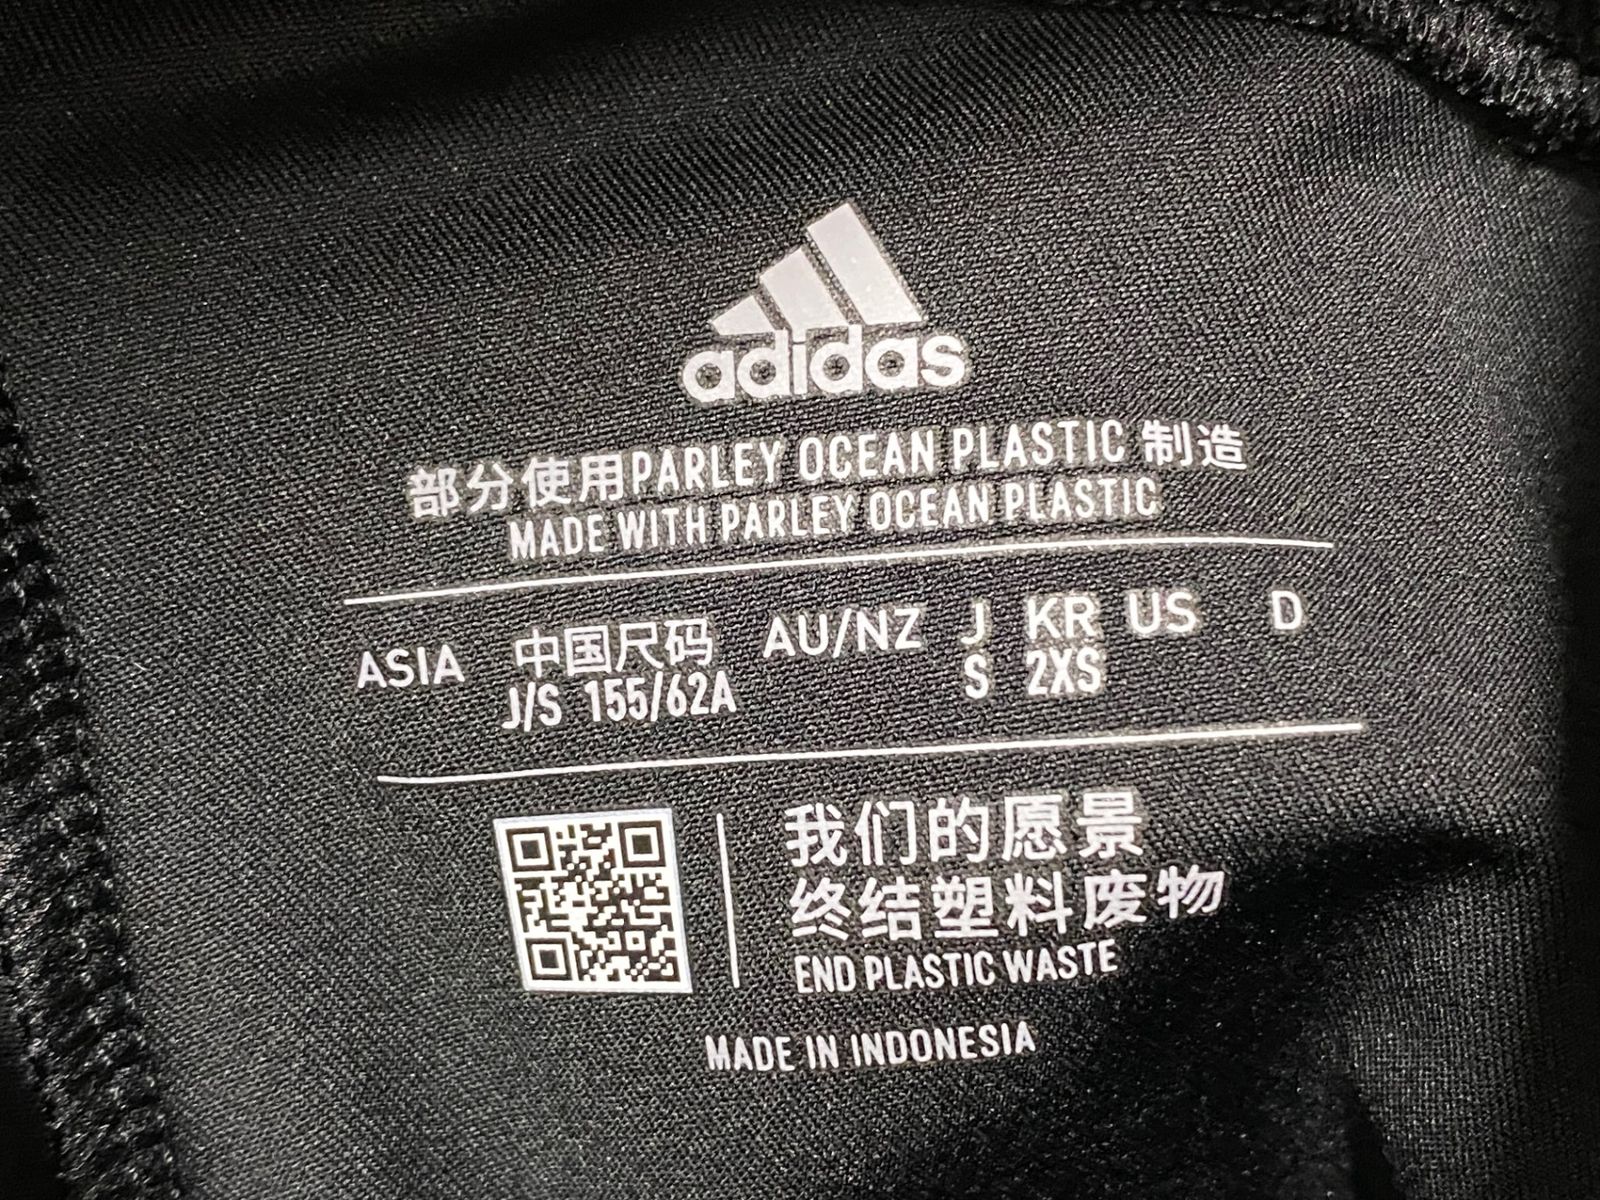 adidas
部分使用PARLEY OCEAN PLASTIC 制造
MADE WITH PARLEY OCEAN PLASTIC
ASIA 中国尺码 AU/NZ J KR US D
J/S 155/62A S 2XS
我们的愿景
终结塑料废物
END PLASTIC WASTE
MADE IN INDONESIA